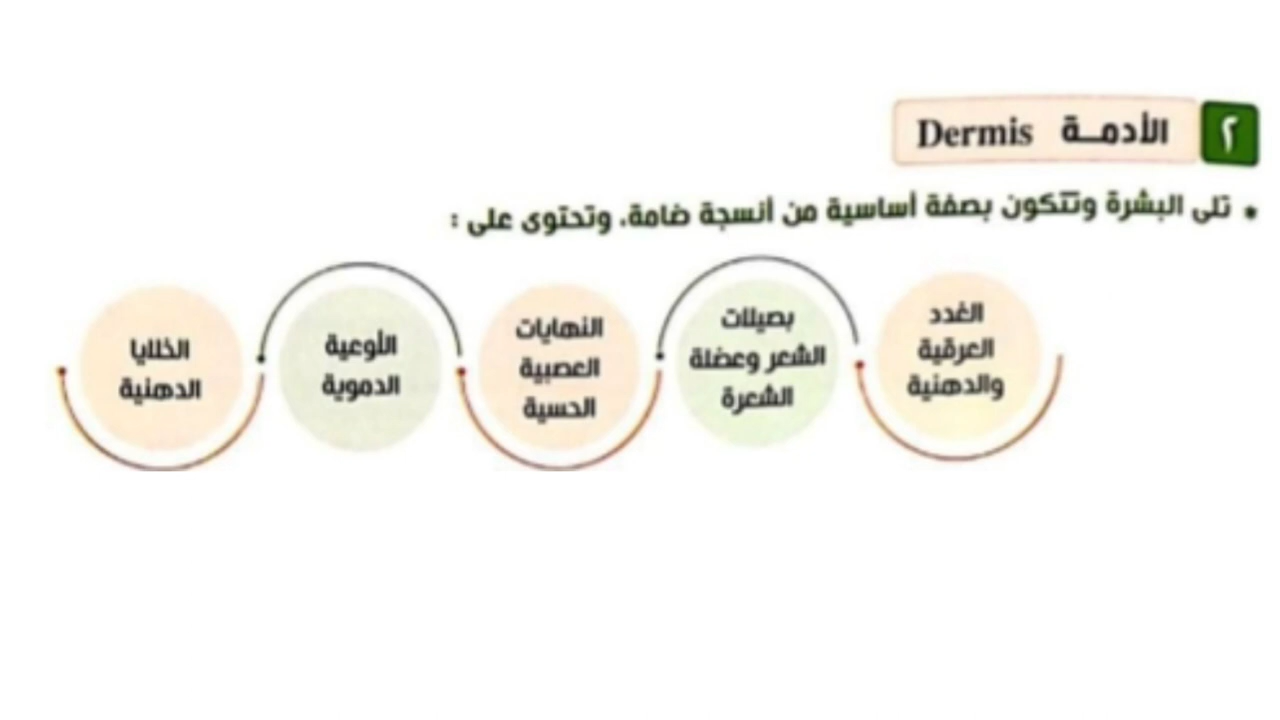 ٢ الأدمـــة Dermis
* تلى البشرة وتتكون بصفة أساسية من أنسجة ضامة، وتحتوى على :
الغدد
العرقية
والدهنية
بصيلات
الشعر وعضلة
الشعرة
النهايات
العصبية
الحسية
الأوعية
الدموية
الخلايا
الدهنية